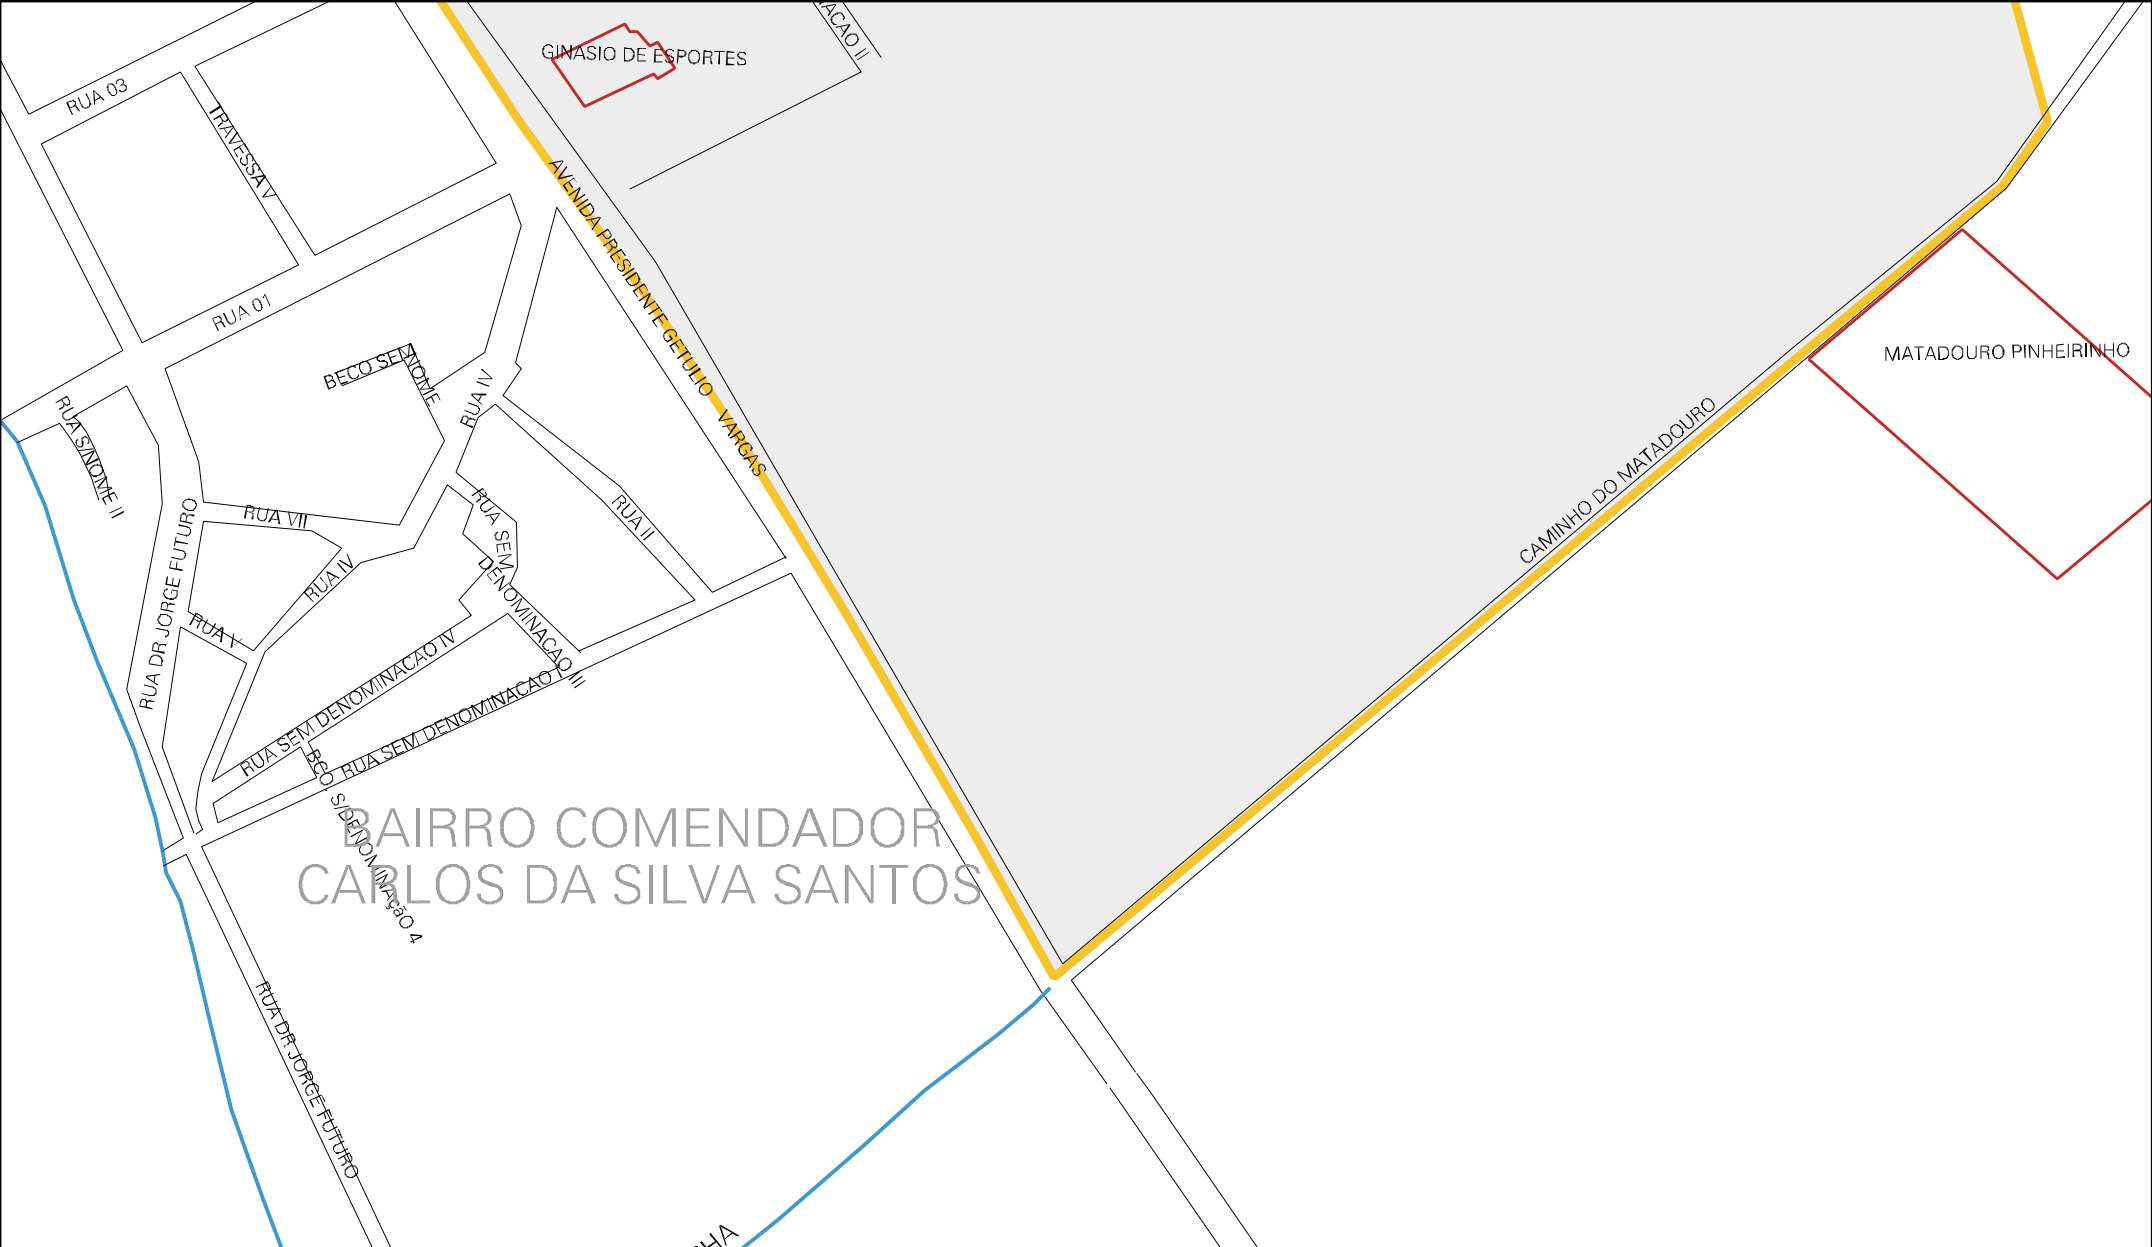 GINASIO DE ESPORTES
RUA 03
TRAVESSA V
AVENIDA PRESIDENTE GETULIO VARGAS
RUA 01
BECO SEM NOME
RUA IV
MATADOURO PINHEIRINHO
RUA S/NOME II
CAMINHO DO MATADOURO
RUA VII
RUA II
RUA SEM DENOMINACAO III
RUA DR JORGE FUTURO
RUA IV
RUA V
RUA SEM DENOMINACAO IV
RUA SEM DENOMINACAO I
BCO. S/DENOMINAçãO 4
BAIRRO COMENDADOR
CARLOS DA SILVA SANTOS
RUA DR JORGE FUTURO